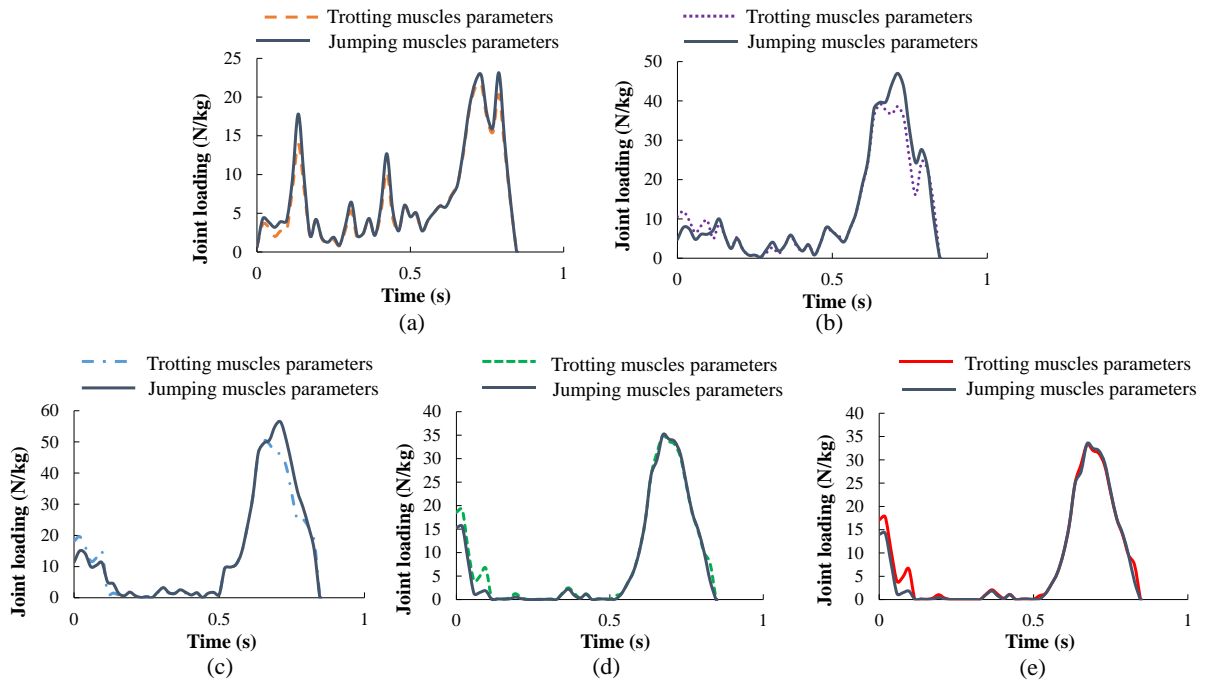 Trotting muscles parameters
Jumping muscles parameters
25
20
15
10
5
0
Joint loading (N/kg)
0
0.5
1
Time (s)
(a)
Trotting muscles parameters
Jumping muscles parameters
50
40
30
20
10
0
Joint loading (N/kg)
0
0.5
1
Time (s)
(b)
Trotting muscles parameters
Jumping muscles parameters
60
50
40
30
20
10
0
Joint loading (N/kg)
0
0.5
1
Time (s)
(c)
Trotting muscles parameters
Jumping muscles parameters
40
35
30
25
20
15
10
5
0
Joint loading (N/kg)
0
0.5
1
Time (s)
(d)
Trotting muscles parameters
Jumping muscles parameters
40
35
30
25
20
15
10
5
0
Joint loading (N/kg)
0
0.5
1
Time (s)
(e)